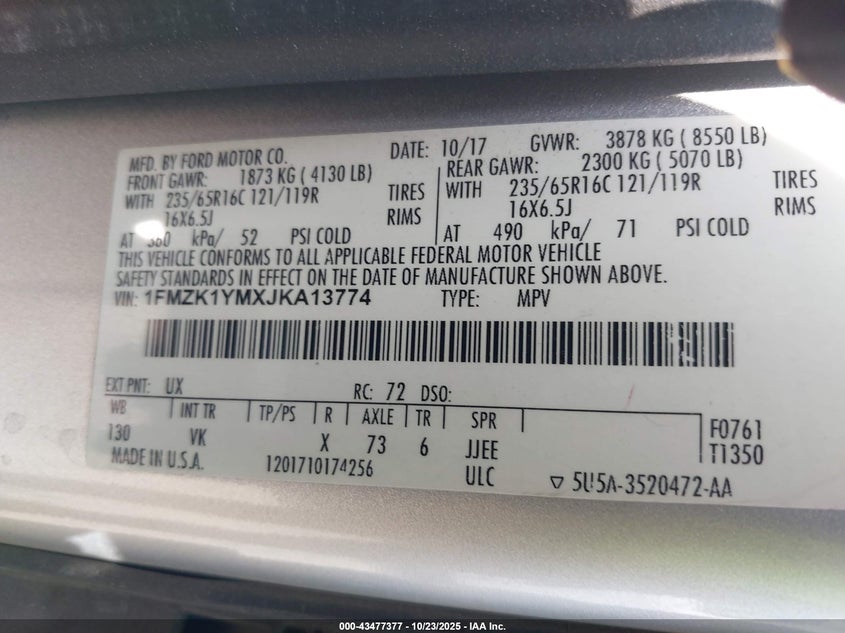 MFD. BY FORD MOTOR CO. DATE: 10/17 GVWR: 3878 KG ( 8550 LB)
FRONT GAWR: 1873 KG ( 4130 LB) REAR GAWR: 2300 KG ( 5070 LB)
WITH 235/65R16C 121/119R TIRES WITH 235/65R16C 121/119R TIRES
16X6.5J RIMS 16X6.5J RIMS
AT 360 kPa/ 52 PSI COLD AT 490 kPa/ 71 PSI COLD
THIS VEHICLE CONFORMS TO ALL APPLICABLE FEDERAL MOTOR VEHICLE
SAFETY STANDARDS IN EFFECT ON THE DATE OF MANUFACTURE SHOWN ABOVE.
VIN: 1FMZK1YMXJKA13774 TYPE: MPV
EXT PNT: UX RC: 72 DSO:
WB INT TR TP/PS R AXLE TR SPR F0761
130 VK X 73 6 JJEE T1350
MADE IN U.S.A. 1201710174256 ULC ▽ 5U5A-3520472-AA
000-43477377 - 10/23/2025 - IAA, Inc.